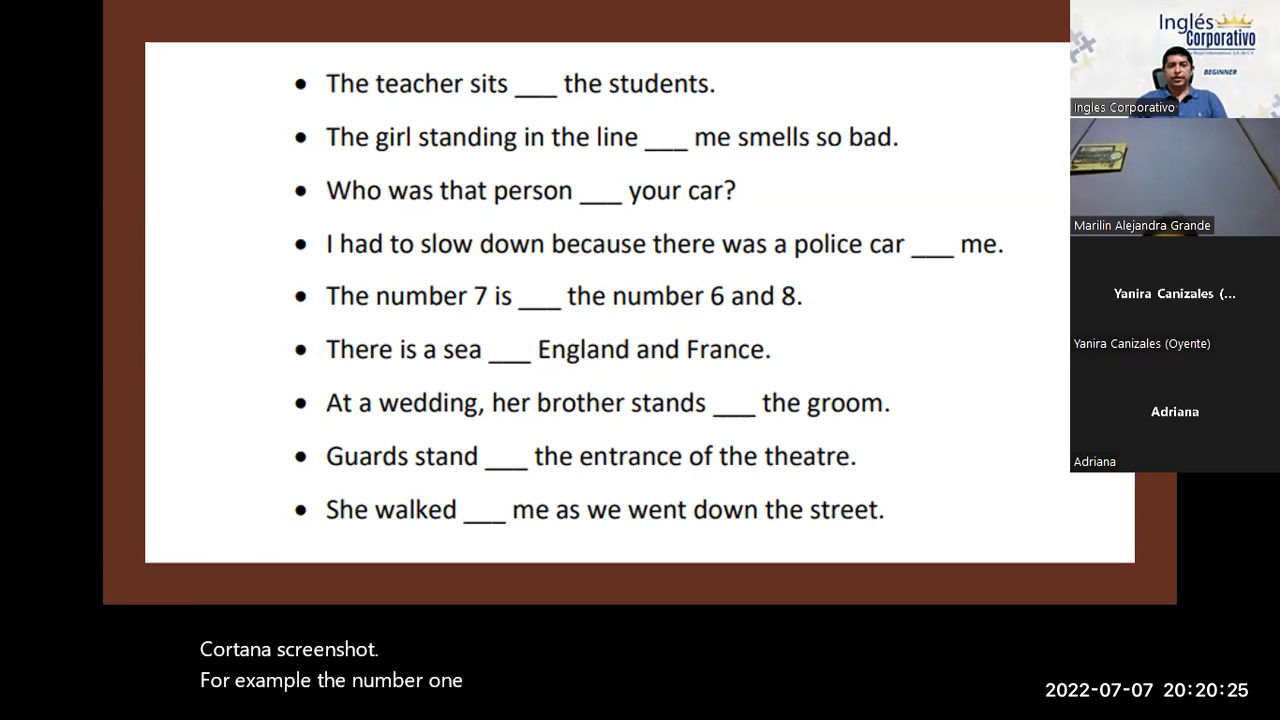 • The teacher sits ___ the students.
• The girl standing in the line ___ me smells so bad.
• Who was that person ___ your car?
• I had to slow down because there was a police car ___ me.
• The number 7 is ___ the number 6 and 8.
• There is a sea ___ England and France.
• At a wedding, her brother stands ___ the groom.
• Guards stand ___ the entrance of the theatre.
• She walked ___ me as we went down the street.
Inglés
Corporativo
BEGINNER
Ingles Corporativo
Marilin Alejandra Grande
Yanira Canizales (...
Yanira Canizales (Oyente)
Adriana
Adriana
Cortana screenshot.
For example the number one
2022-07-07 20:20:25